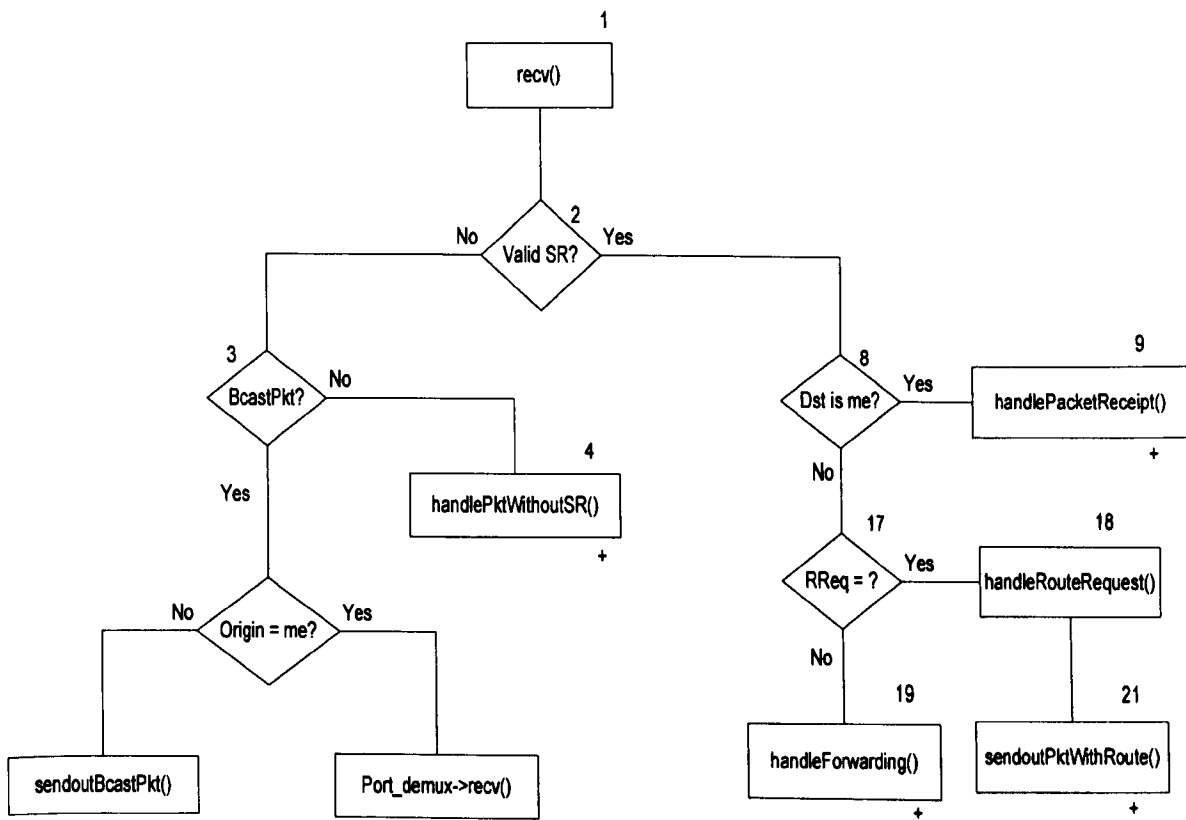 1
recv()
2
No
Valid SR?
Yes
3
BcastPkt?
No
8
Dst is me?
Yes
9
handlePacketReceipt()
+
4
handlePktWithoutSR()
+
Yes
No
17
RReq = ?
Yes
18
handleRouteRequest()
No
Origin = me?
Yes
No
19
handleForwarding()
+
21
sendoutPktWithRoute()
+
sendoutBcastPkt()
Port_demux->recv()